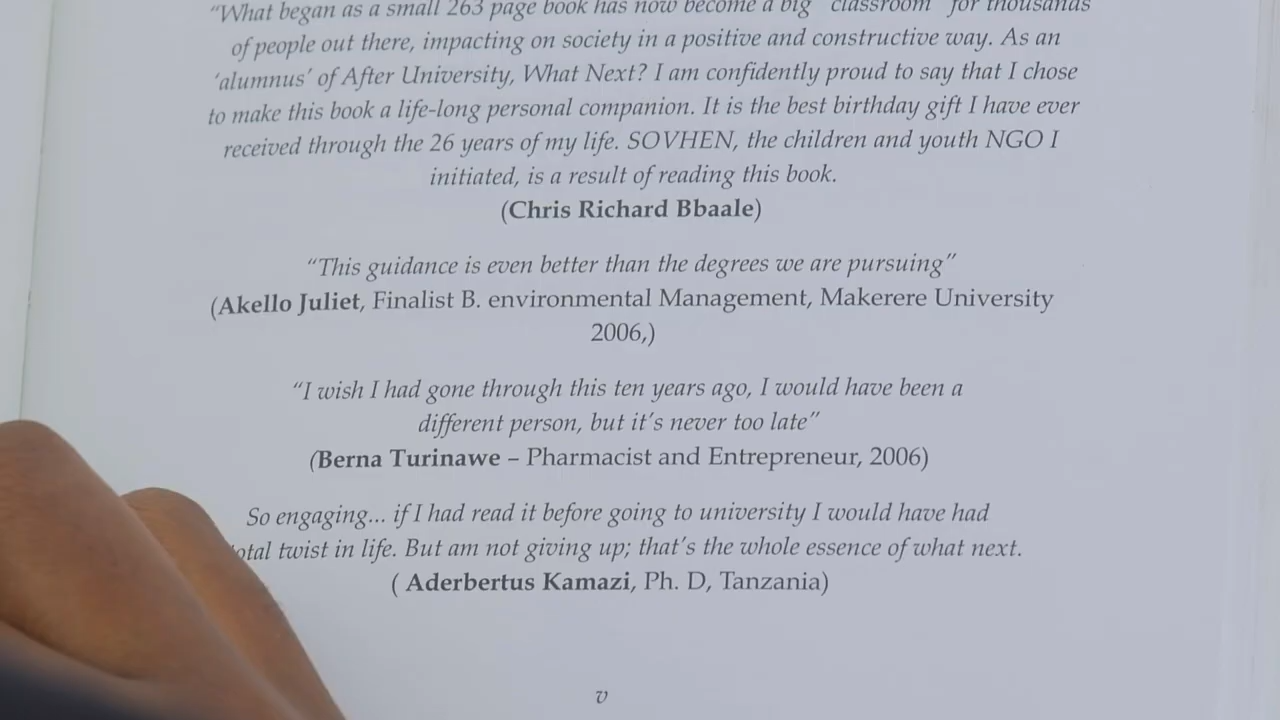 “What began as a small 263 page book has now become a big “classroom” for thousands
of people out there, impacting on society in a positive and constructive way. As an
‘alumnus’ of After University, What Next? I am confidently proud to say that I chose
to make this book a life-long personal companion. It is the best birthday gift I have ever
received through the 26 years of my life. SOVHEN, the children and youth NGO I
initiated, is a result of reading this book.
(Chris Richard Bbaale)
“This guidance is even better than the degrees we are pursuing”
(Akello Juliet, Finalist B. environmental Management, Makerere University
2006,)
“I wish I had gone through this ten years ago, I would have been a
different person, but it’s never too late”
(Berna Turinawe – Pharmacist and Entrepreneur, 2006)
So engaging... if I had read it before going to university I would have had
twist in life. But am not giving up; that’s the whole essence of what next.
( Aderbertus Kamazi, Ph. D, Tanzania)
v